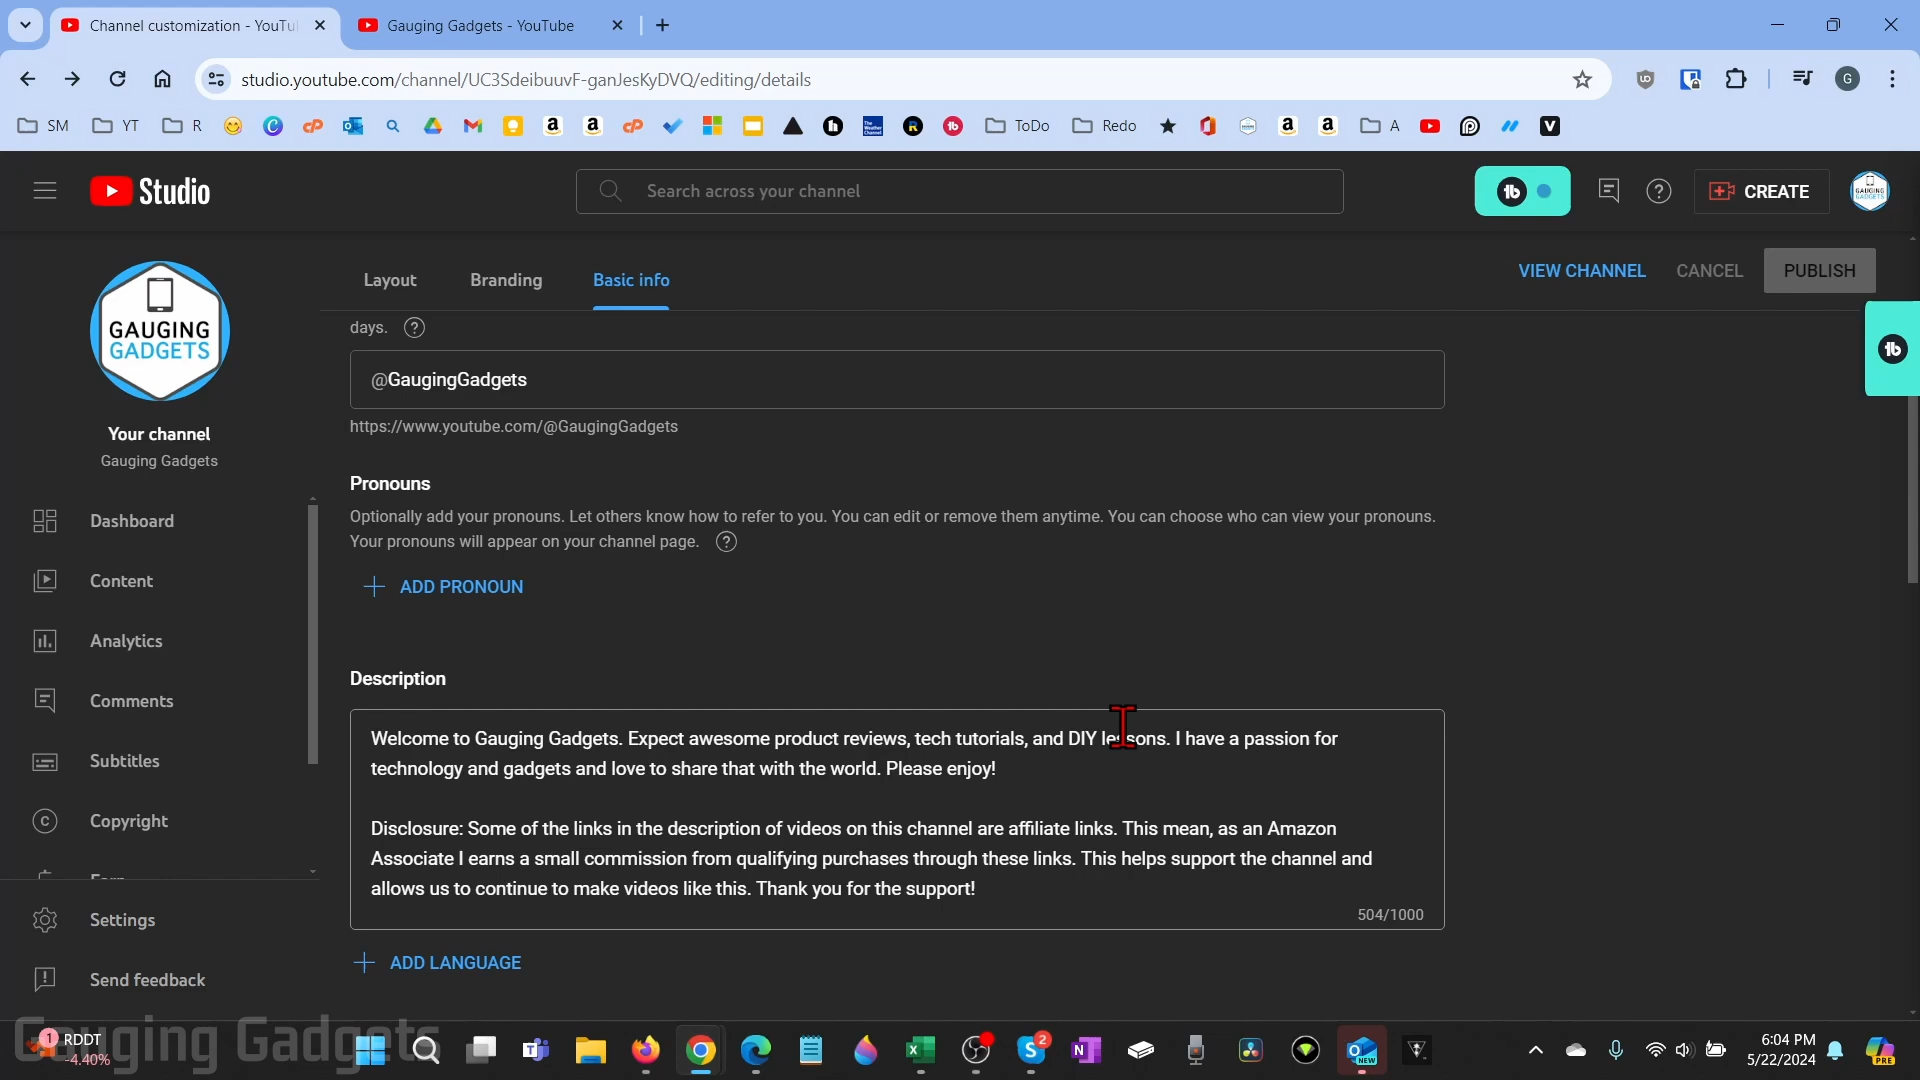 Channel customization - YouTu
Gauging Gadgets - YouTube
studio.youtube.com/channel/UC3SdeibuuvF-ganJesKyDVQ/editing/details
G
SM
YT
R
ToDo
Redo
A
Studio
Search across your channel
CREATE
Layout
Branding
Basic info
VIEW CHANNEL
CANCEL
PUBLISH
GAUGING
GADGETS
days.
@GaugingGadgets
https://www.youtube.com/@GaugingGadgets
Your channel
Gauging Gadgets
Pronouns
Optionally add your pronouns. Let others know how to refer to you. You can edit or remove them anytime. You can choose who can view your pronouns.
Your pronouns will appear on your channel page.
ADD PRONOUN
Dashboard
Content
Analytics
Comments
Subtitles
Copyright
Settings
Send feedback
Description
Welcome to Gauging Gadgets. Expect awesome product reviews, tech tutorials, and DIY lessons. I have a passion for
technology and gadgets and love to share that with the world. Please enjoy!
Disclosure: Some of the links in the description of videos on this channel are affiliate links. This mean, as an Amazon
Associate I earns a small commission from qualifying purchases through these links. This helps support the channel and
allows us to continue to make videos like this. Thank you for the support!
504/1000
ADD LANGUAGE
Gauging Gadgets
1
RDDT
-4.40%
2
NEW
6:04 PM
5/22/2024
PRE